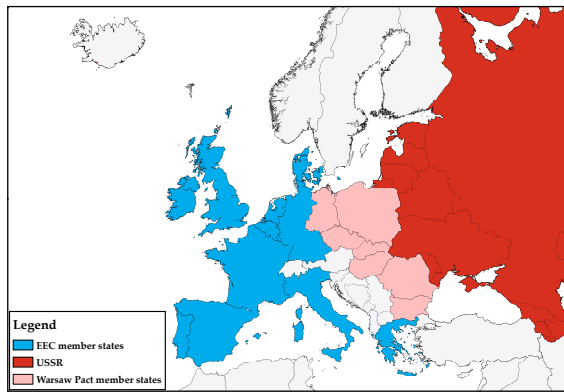 Legend
EEC member states
USSR
Warsaw Pact member states